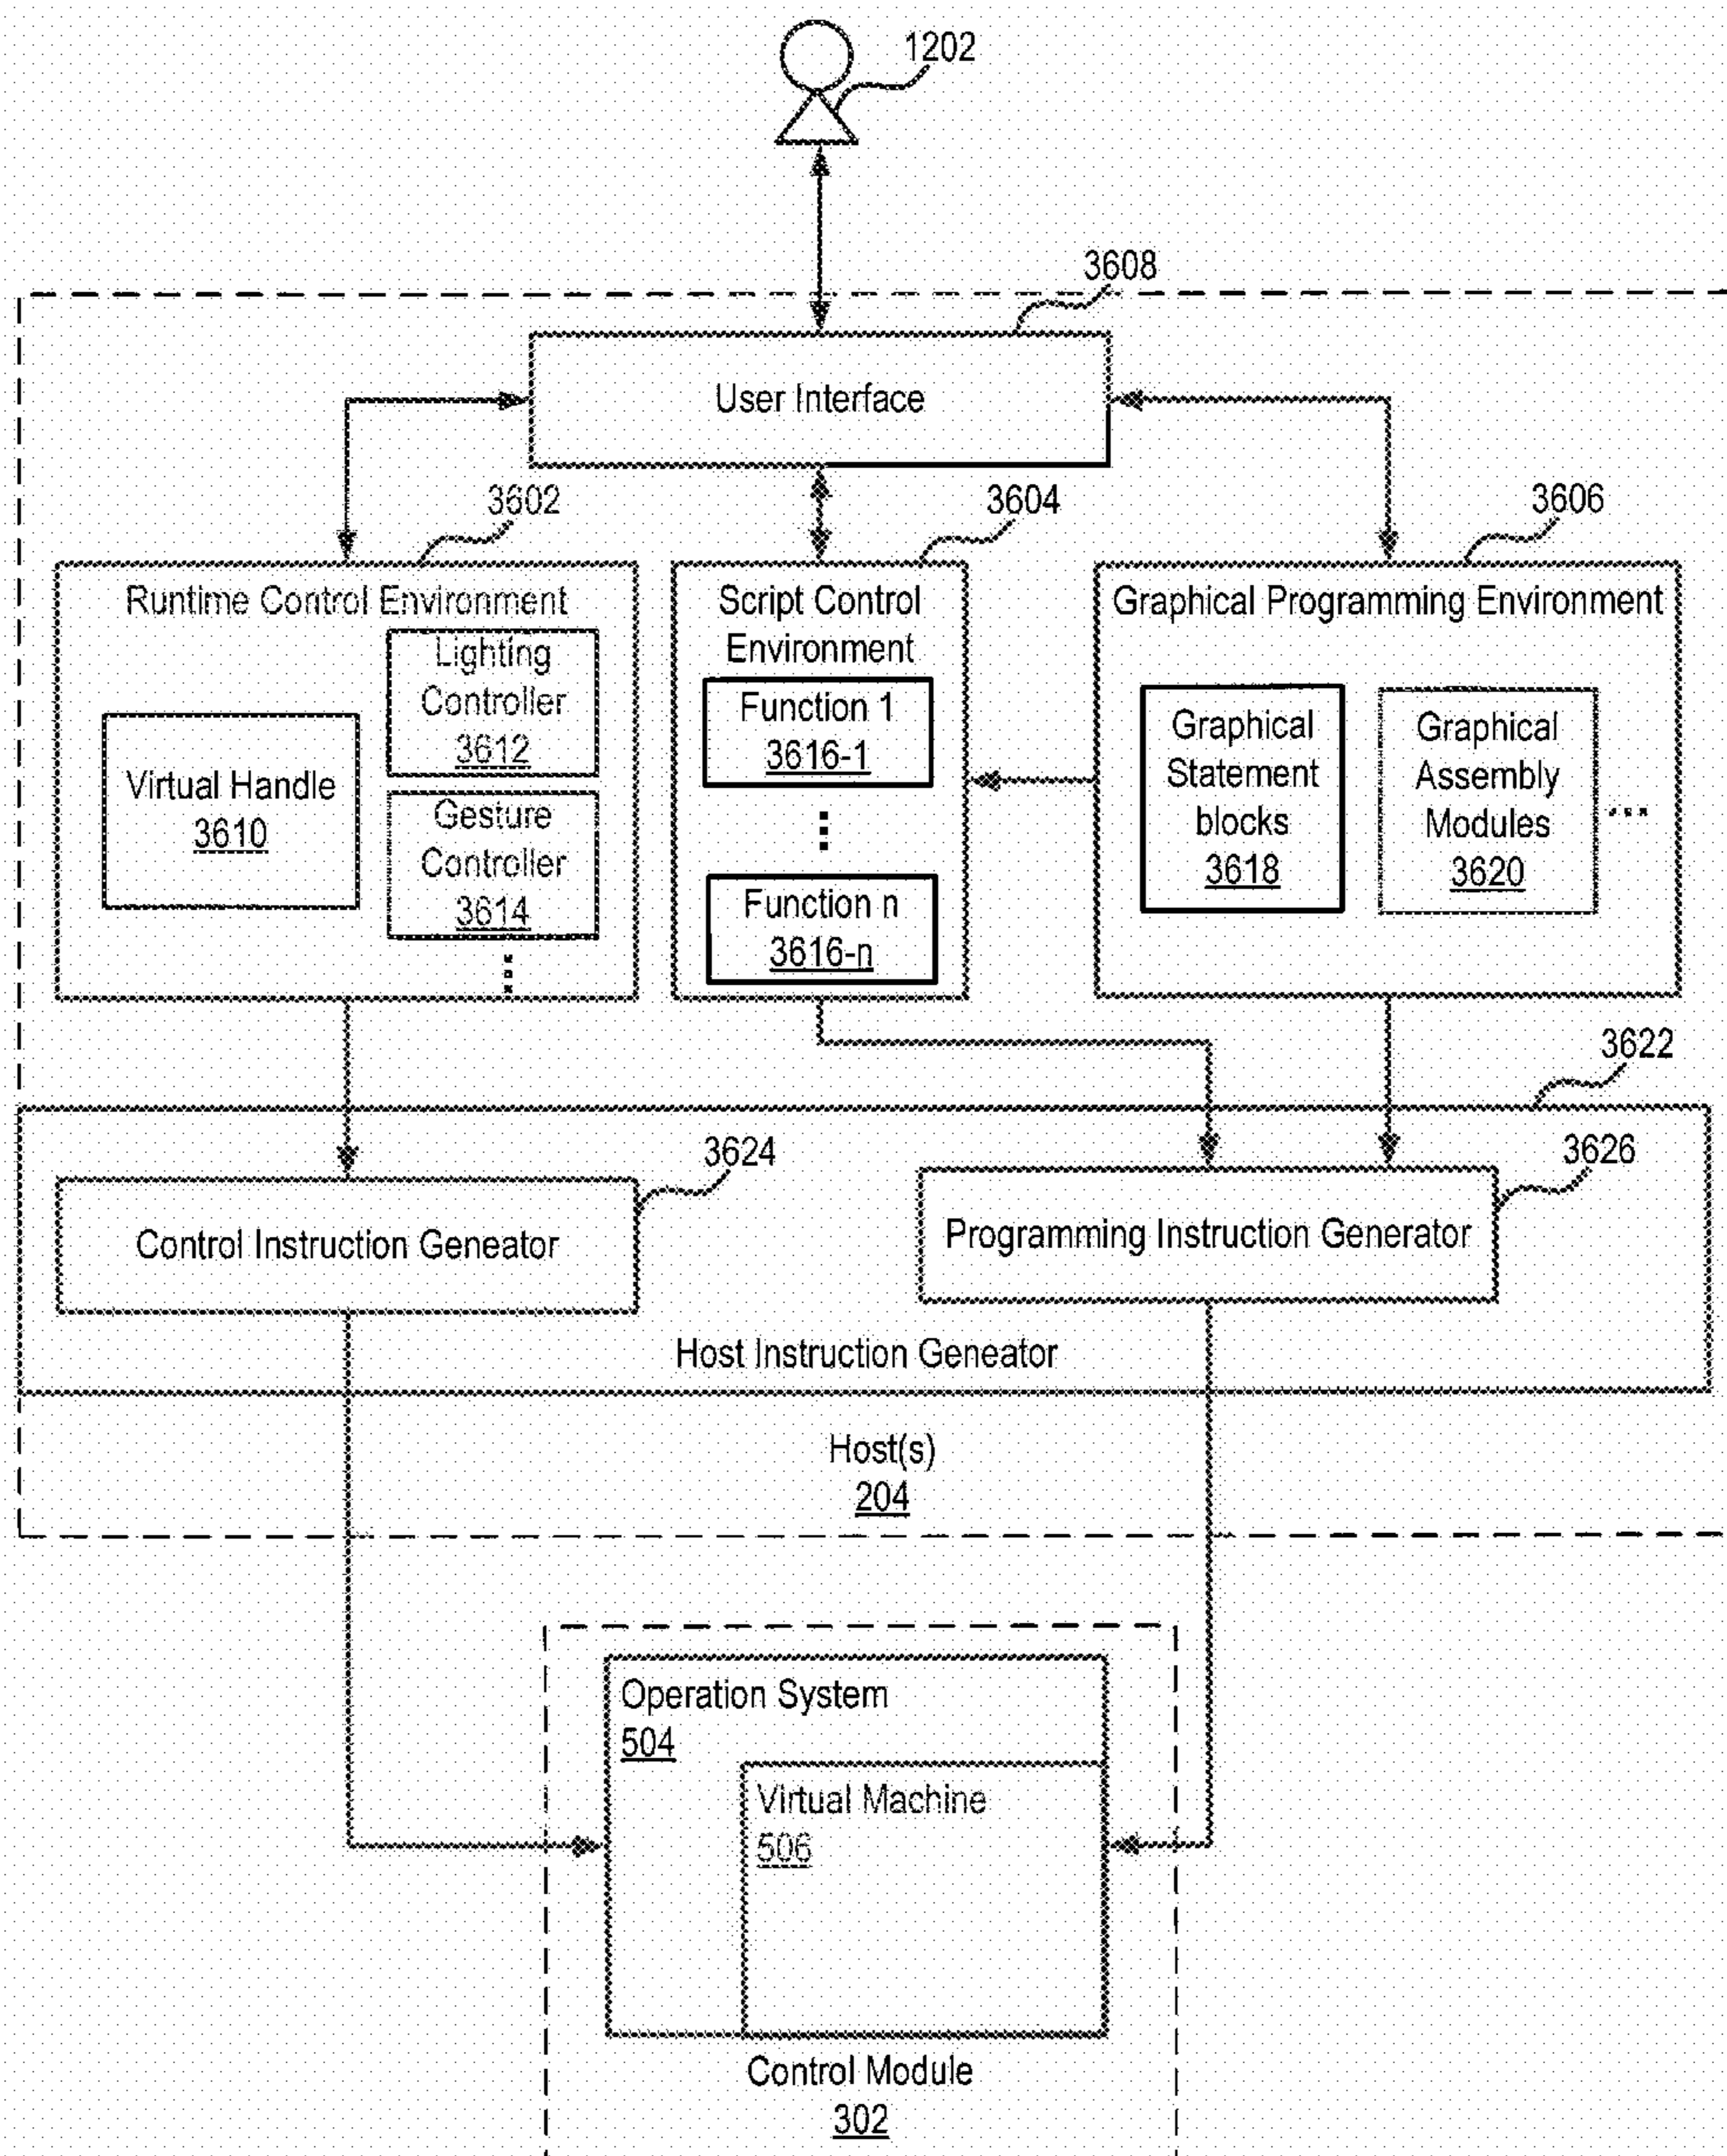 1202
3608
User Interface
3602
3604
3606
Runtime Control Environment
Lighting
Controller
3612
Virtual Handle
3610
Gesture
Controller
3614
Script Control
Environment
Function 1
3616-1
Function n
3616-n
Graphical Programming Environment
Graphical
Statement
blocks
3618
Graphical
Assembly
Modules
3620
...
3622
3624
3626
Control Instruction Geneator
Programming Instruction Generator
Host Instruction Geneator
Host(s)
204
Operation System
504
Virtual Machine
506
Control Module
302